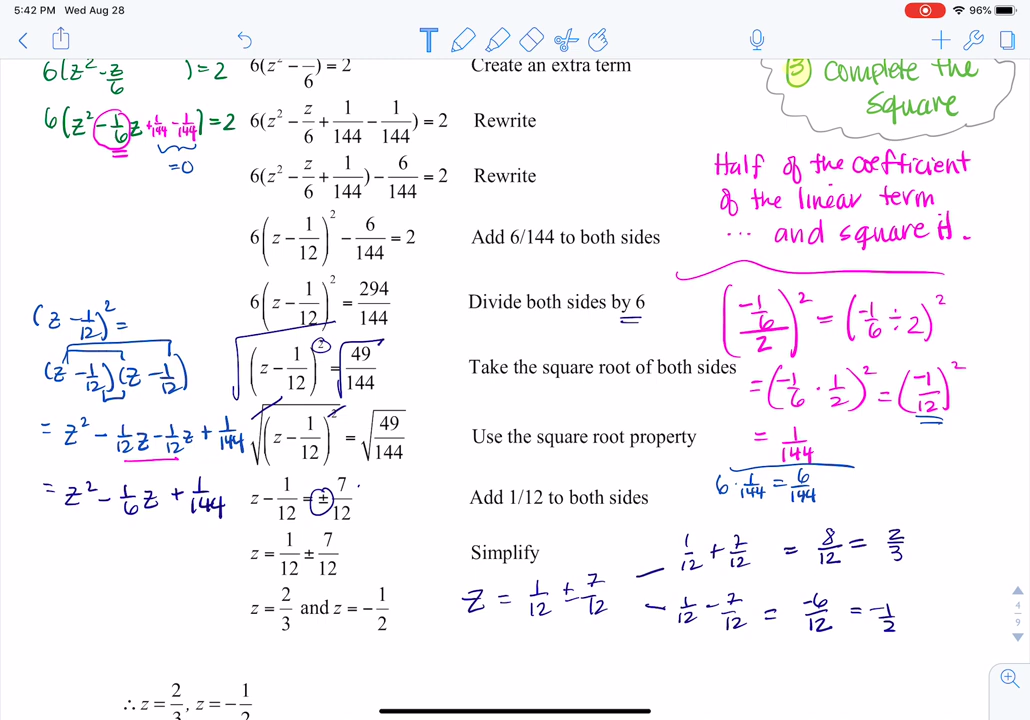 5:42 PM Wed Aug 28
96%
T
6(z² - z/6 ) = 2
6(z² - z/6) = 2 Create an extra term
③ Complete the
Square
6(z² - 1/6 z + 1/144 - 1/144) = 2
= 0
6(z² - z/6 + 1/144 - 1/144) = 2 Rewrite
6(z² - z/6 + 1/144) - 6/144 = 2 Rewrite
Half of the coefficient
of the linear term
... and square it.
6(z - 1/12)² - 6/144 = 2 Add 6/144 to both sides
6(z - 1/12)² = 294/144 Divide both sides by 6
√(z - 1/12)² = √49/144 Take the square root of both sides
√(z - 1/12)² = √49/144 Use the square root property
z - 1/12 = ± 7/12 Add 1/12 to both sides
z = 1/12 ± 7/12 Simplify
z = 2/3 and z = -1/2
(z - 1/12)² =
(z - 1/12)(z - 1/12)
= z² - 1/12 z - 1/12 z + 1/144
= z² - 1/6 z + 1/144
(-1/6 / 2)² = (-1/6 ÷ 2)²
= (-1/6 · 1/2)² = (-1/12)²
= 1/144
6 · 1/144 = 6/144
z = 1/12 ± 7/12
1/12 + 7/12 = 8/12 = 2/3
1/12 - 7/12 = -6/12 = -1/2
∴ z = 2/3, z = -1/2
4
9